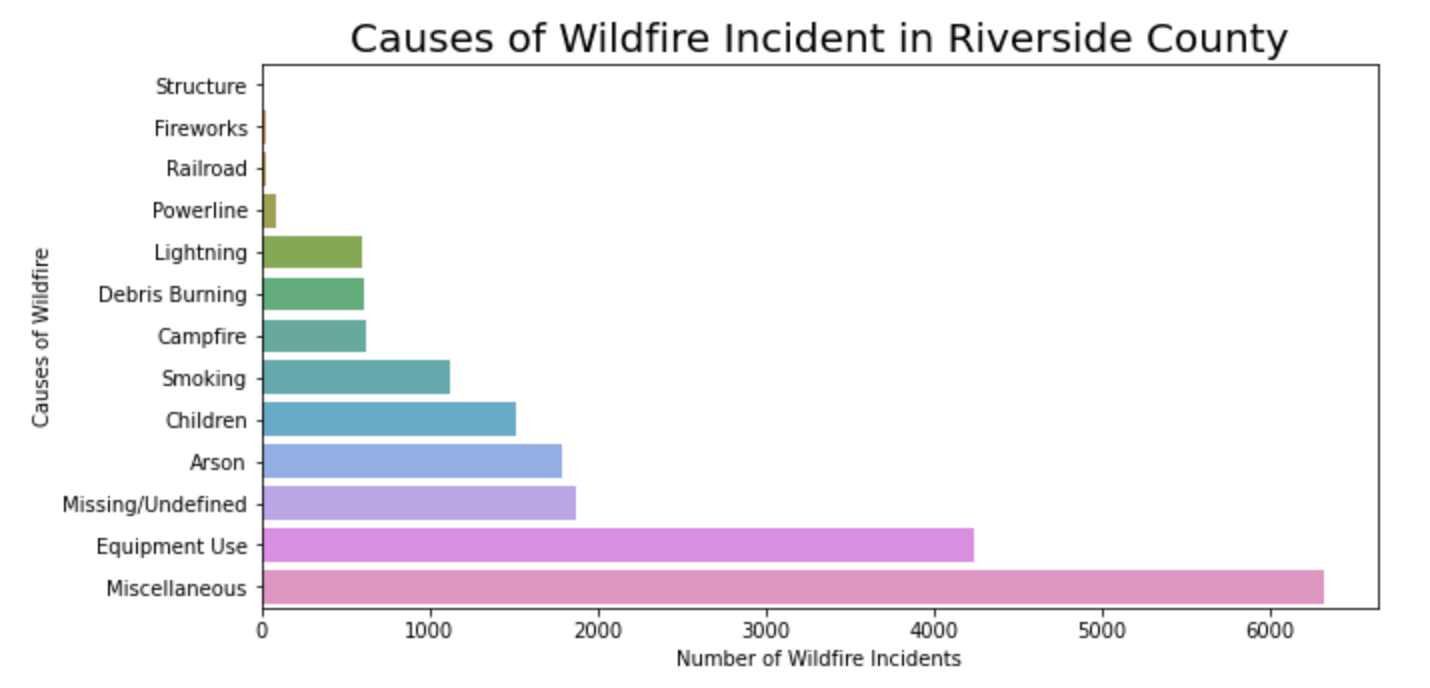 Causes of Wildfire Incident in Riverside County
Causes of Wildfire
Structure
Fireworks
Railroad
Powerline
Lightning
Debris Burning
Campfire
Smoking
Children
Arson
Missing/Undefined
Equipment Use
Miscellaneous
0 1000 2000 3000 4000 5000 6000
Number of Wildfire Incidents